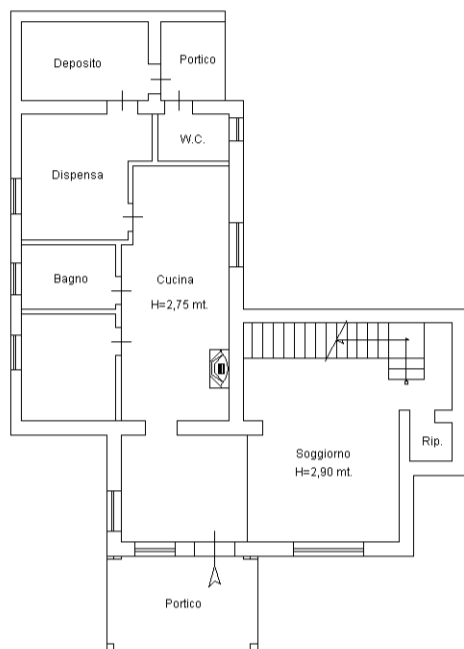 Deposito
Portico
W.C.
Dispensa
Bagno
Cucina
H=2,75 mt.
Soggiorno
H=2,90 mt.
Rip.
Portico